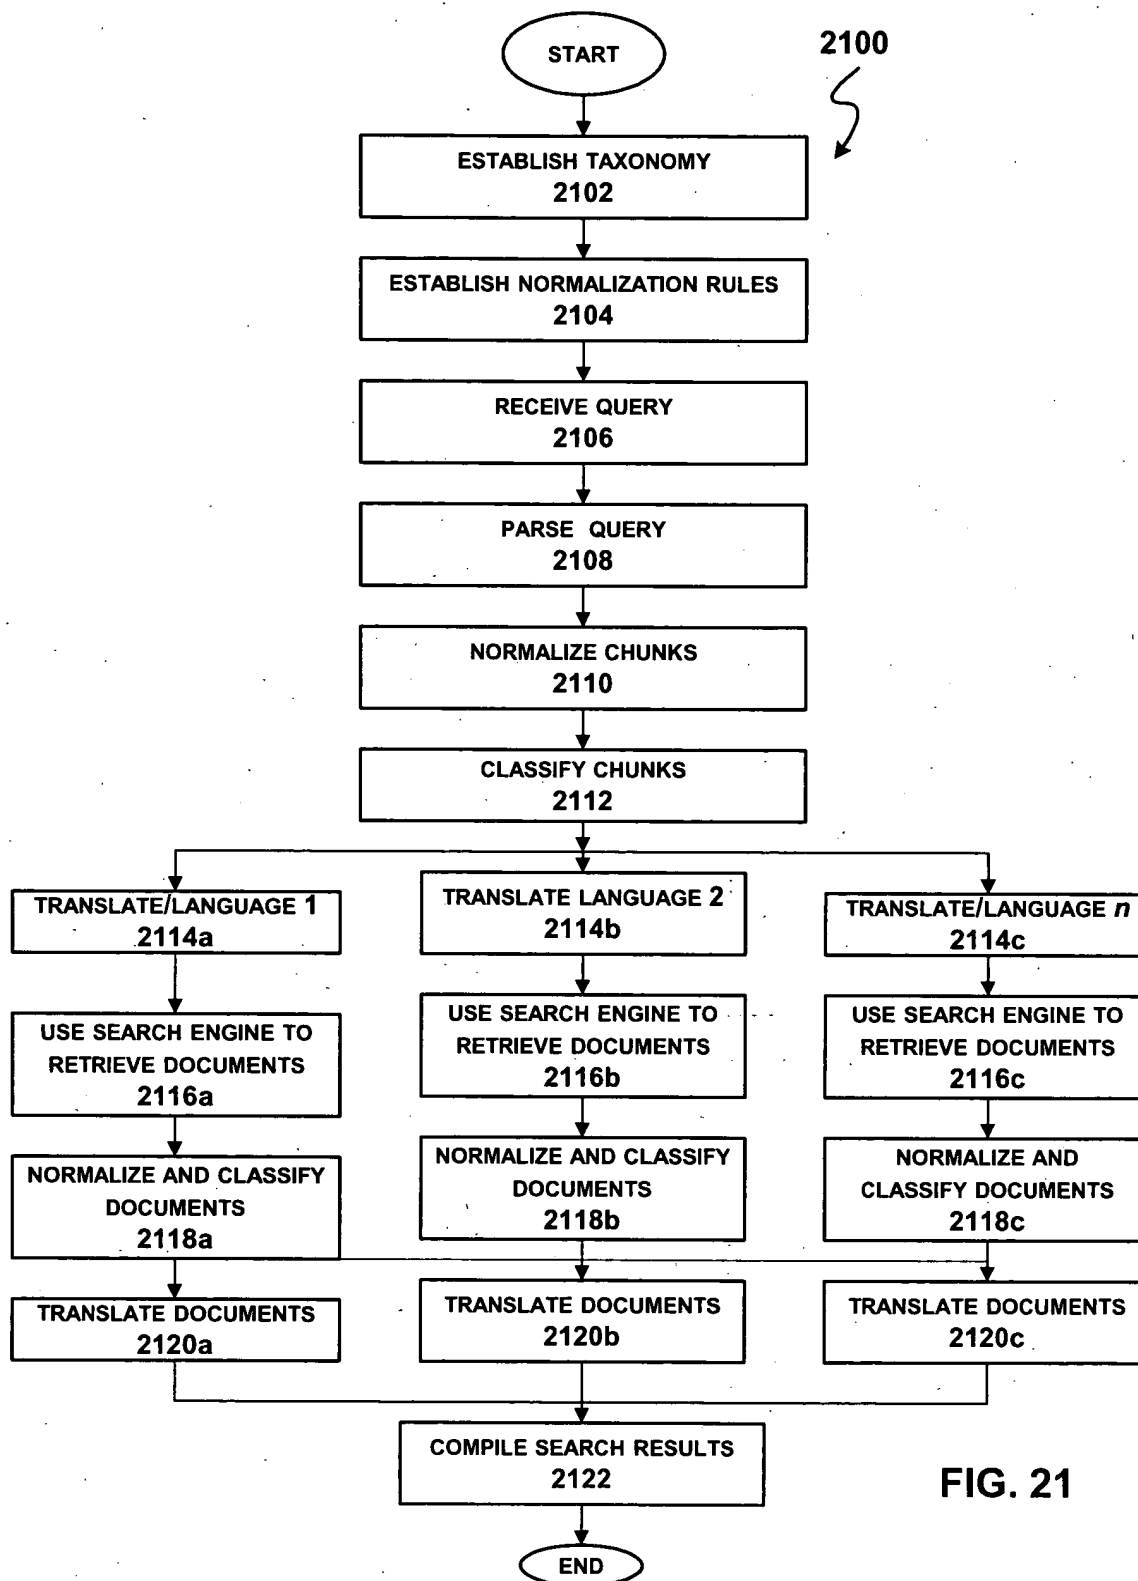 START
2100
ESTABLISH TAXONOMY
2102
ESTABLISH NORMALIZATION RULES
2104
RECEIVE QUERY
2106
PARSE QUERY
2108
NORMALIZE CHUNKS
2110
CLASSIFY CHUNKS
2112
TRANSLATE/LANGUAGE 1
2114a
TRANSLATE LANGUAGE 2
2114b
TRANSLATE/LANGUAGE n
2114c
USE SEARCH ENGINE TO
RETRIEVE DOCUMENTS
2116a
USE SEARCH ENGINE TO
RETRIEVE DOCUMENTS
2116b
USE SEARCH ENGINE TO
RETRIEVE DOCUMENTS
2116c
NORMALIZE AND CLASSIFY
DOCUMENTS
2118a
NORMALIZE AND CLASSIFY
DOCUMENTS
2118b
NORMALIZE AND
CLASSIFY DOCUMENTS
2118c
TRANSLATE DOCUMENTS
2120a
TRANSLATE DOCUMENTS
2120b
TRANSLATE DOCUMENTS
2120c
COMPILE SEARCH RESULTS
2122
FIG. 21
END